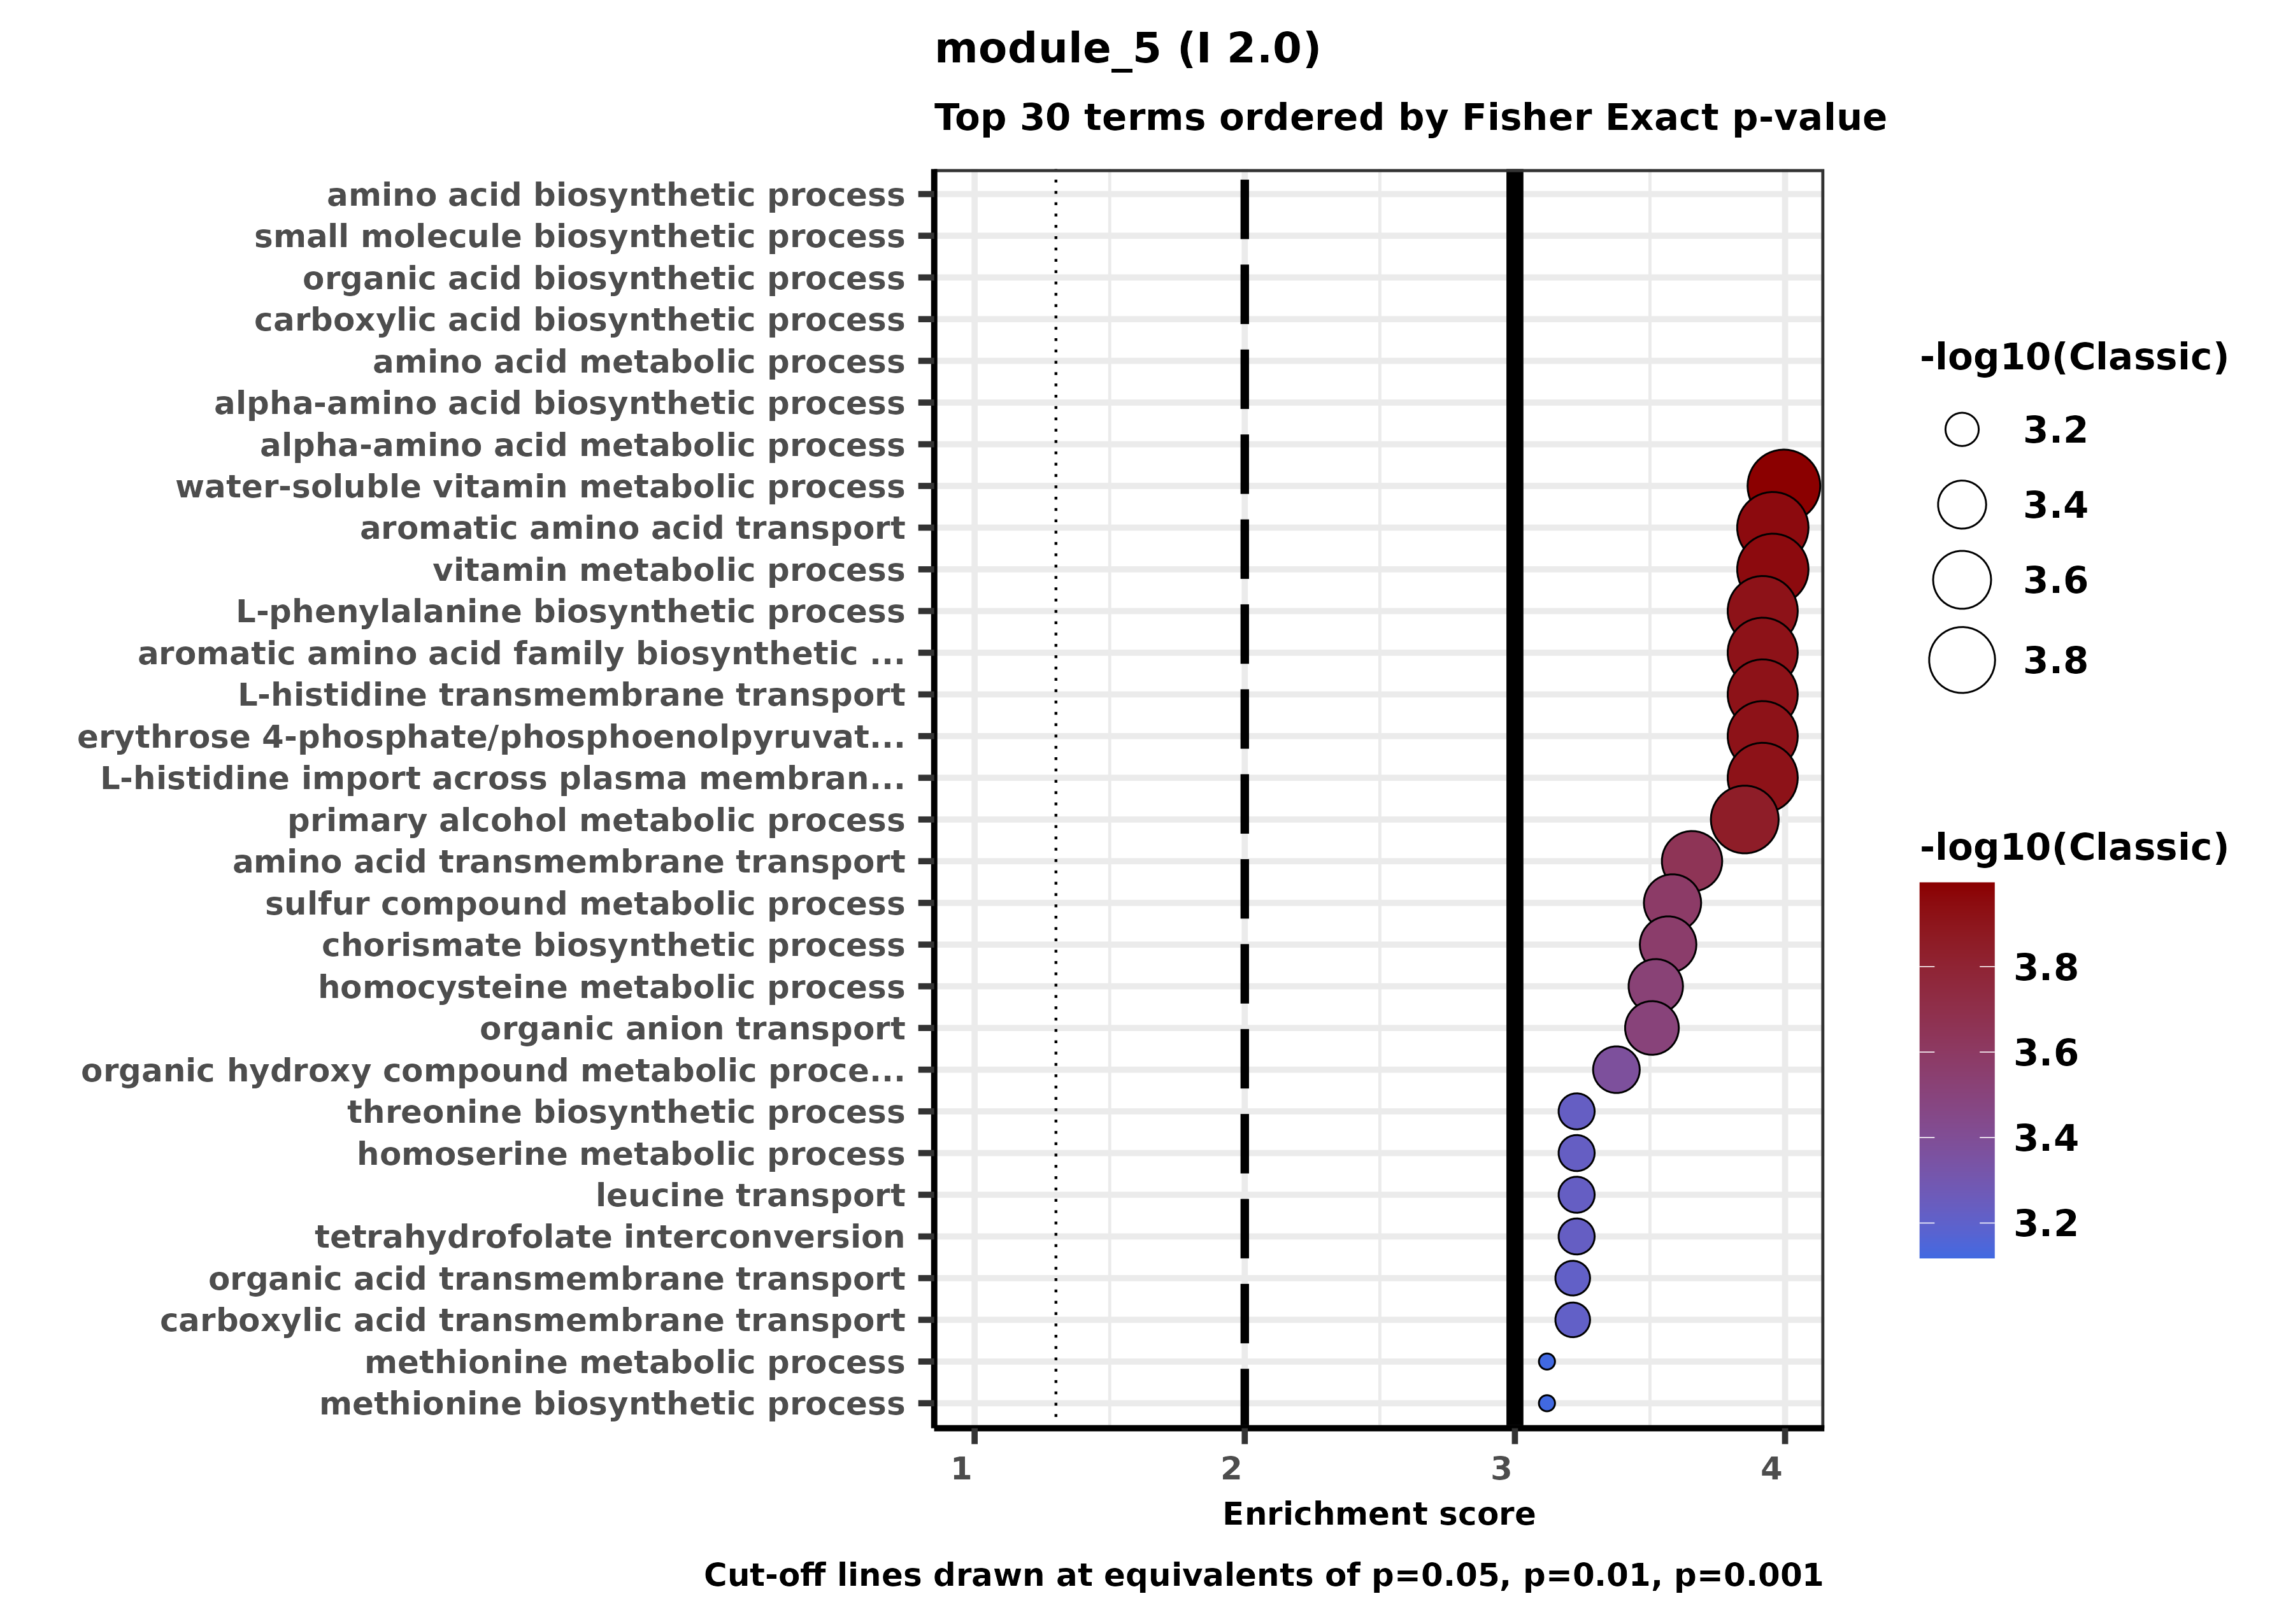 module_5 (I 2.0)
Top 30 terms ordered by Fisher Exact p-value
amino acid biosynthetic process
small molecule biosynthetic process
organic acid biosynthetic process
carboxylic acid biosynthetic process
amino acid metabolic process
alpha-amino acid biosynthetic process
alpha-amino acid metabolic process
water-soluble vitamin metabolic process
aromatic amino acid transport
vitamin metabolic process
L-phenylalanine biosynthetic process
aromatic amino acid family biosynthetic ...
L-histidine transmembrane transport
erythrose 4-phosphate/phosphoenolpyruvat...
L-histidine import across plasma membran...
primary alcohol metabolic process
amino acid transmembrane transport
sulfur compound metabolic process
chorismate biosynthetic process
homocysteine metabolic process
organic anion transport
organic hydroxy compound metabolic proce...
threonine biosynthetic process
homoserine metabolic process
leucine transport
tetrahydrofolate interconversion
organic acid transmembrane transport
carboxylic acid transmembrane transport
methionine metabolic process
methionine biosynthetic process
1 2 3 4
Enrichment score
Cut-off lines drawn at equivalents of p=0.05, p=0.01, p=0.001
-log10(Classic)
3.2
3.4
3.6
3.8
-log10(Classic)
3.8
3.6
3.4
3.2